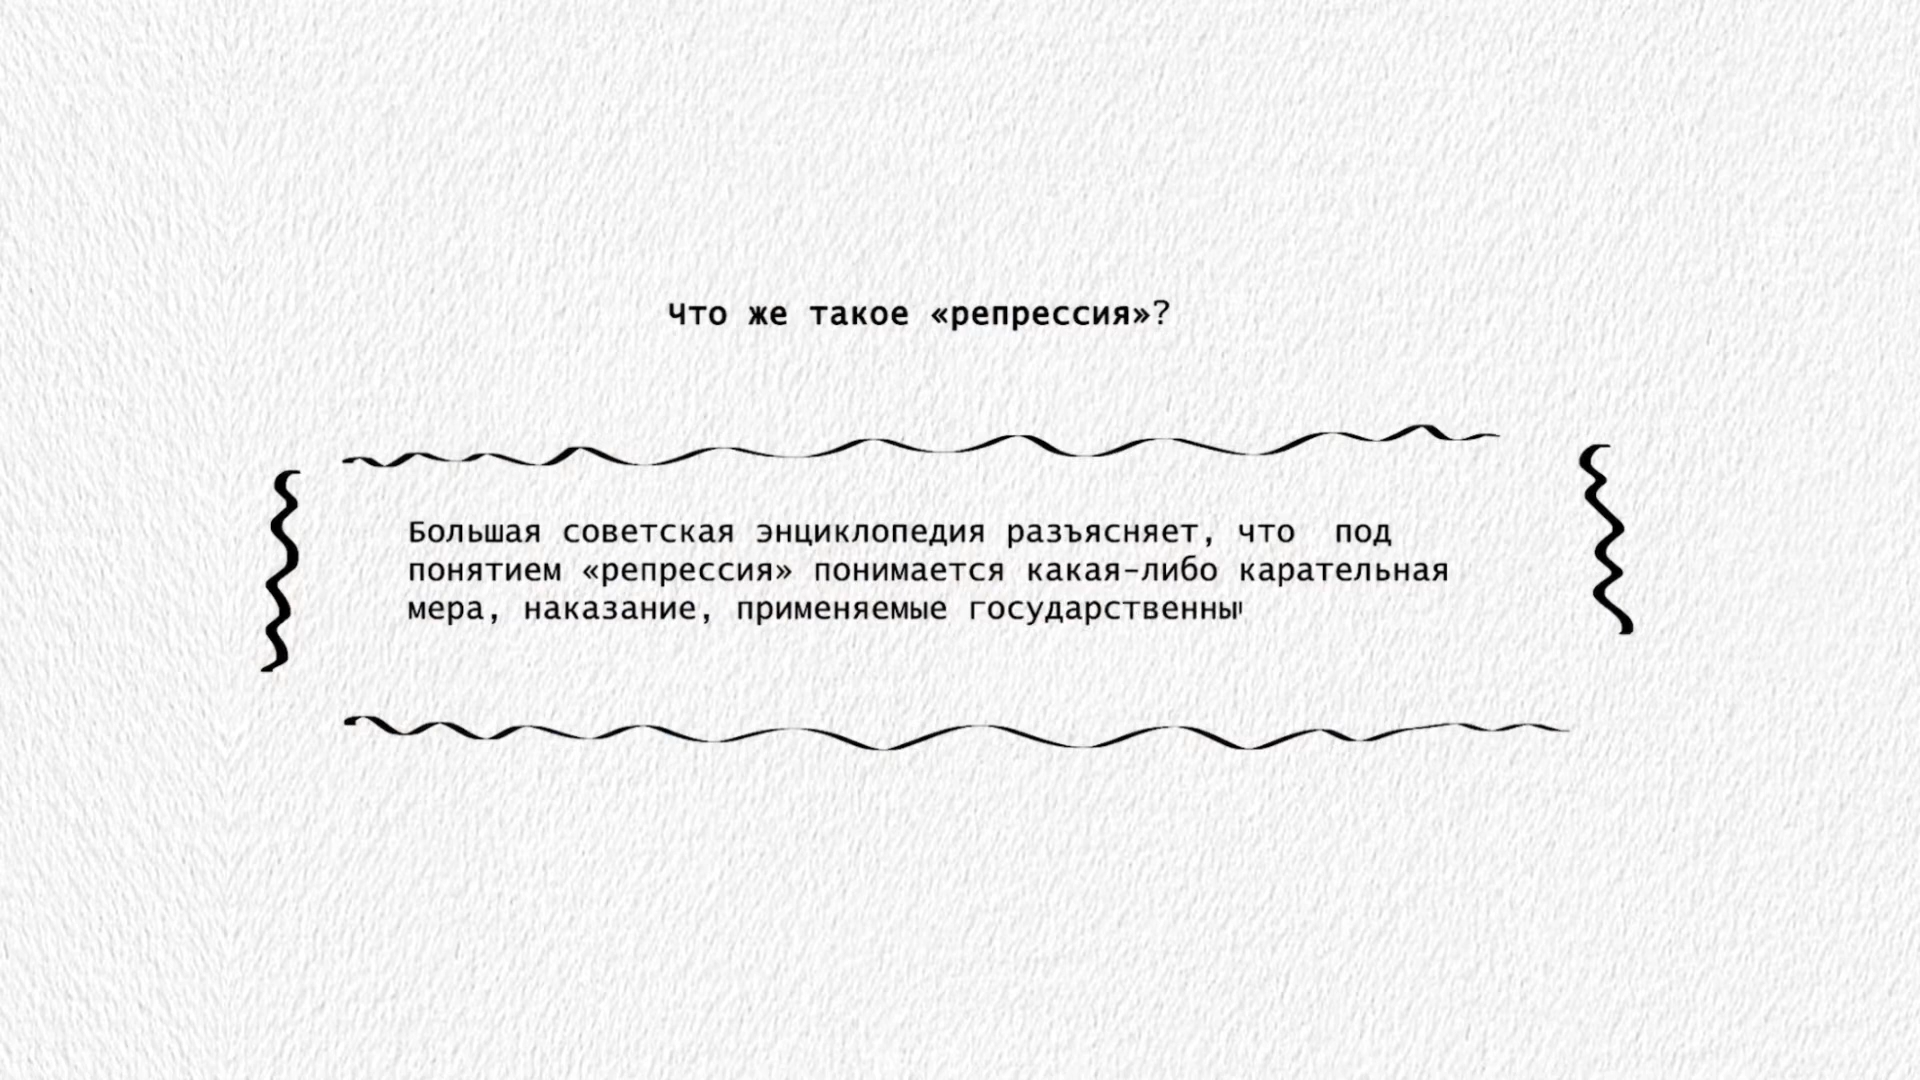 Что же такое «репрессия»?
Большая советская энциклопедия разъясняет, что под
понятием «репрессия» понимается какая-либо карательная
мера, наказание, применяемые государственны